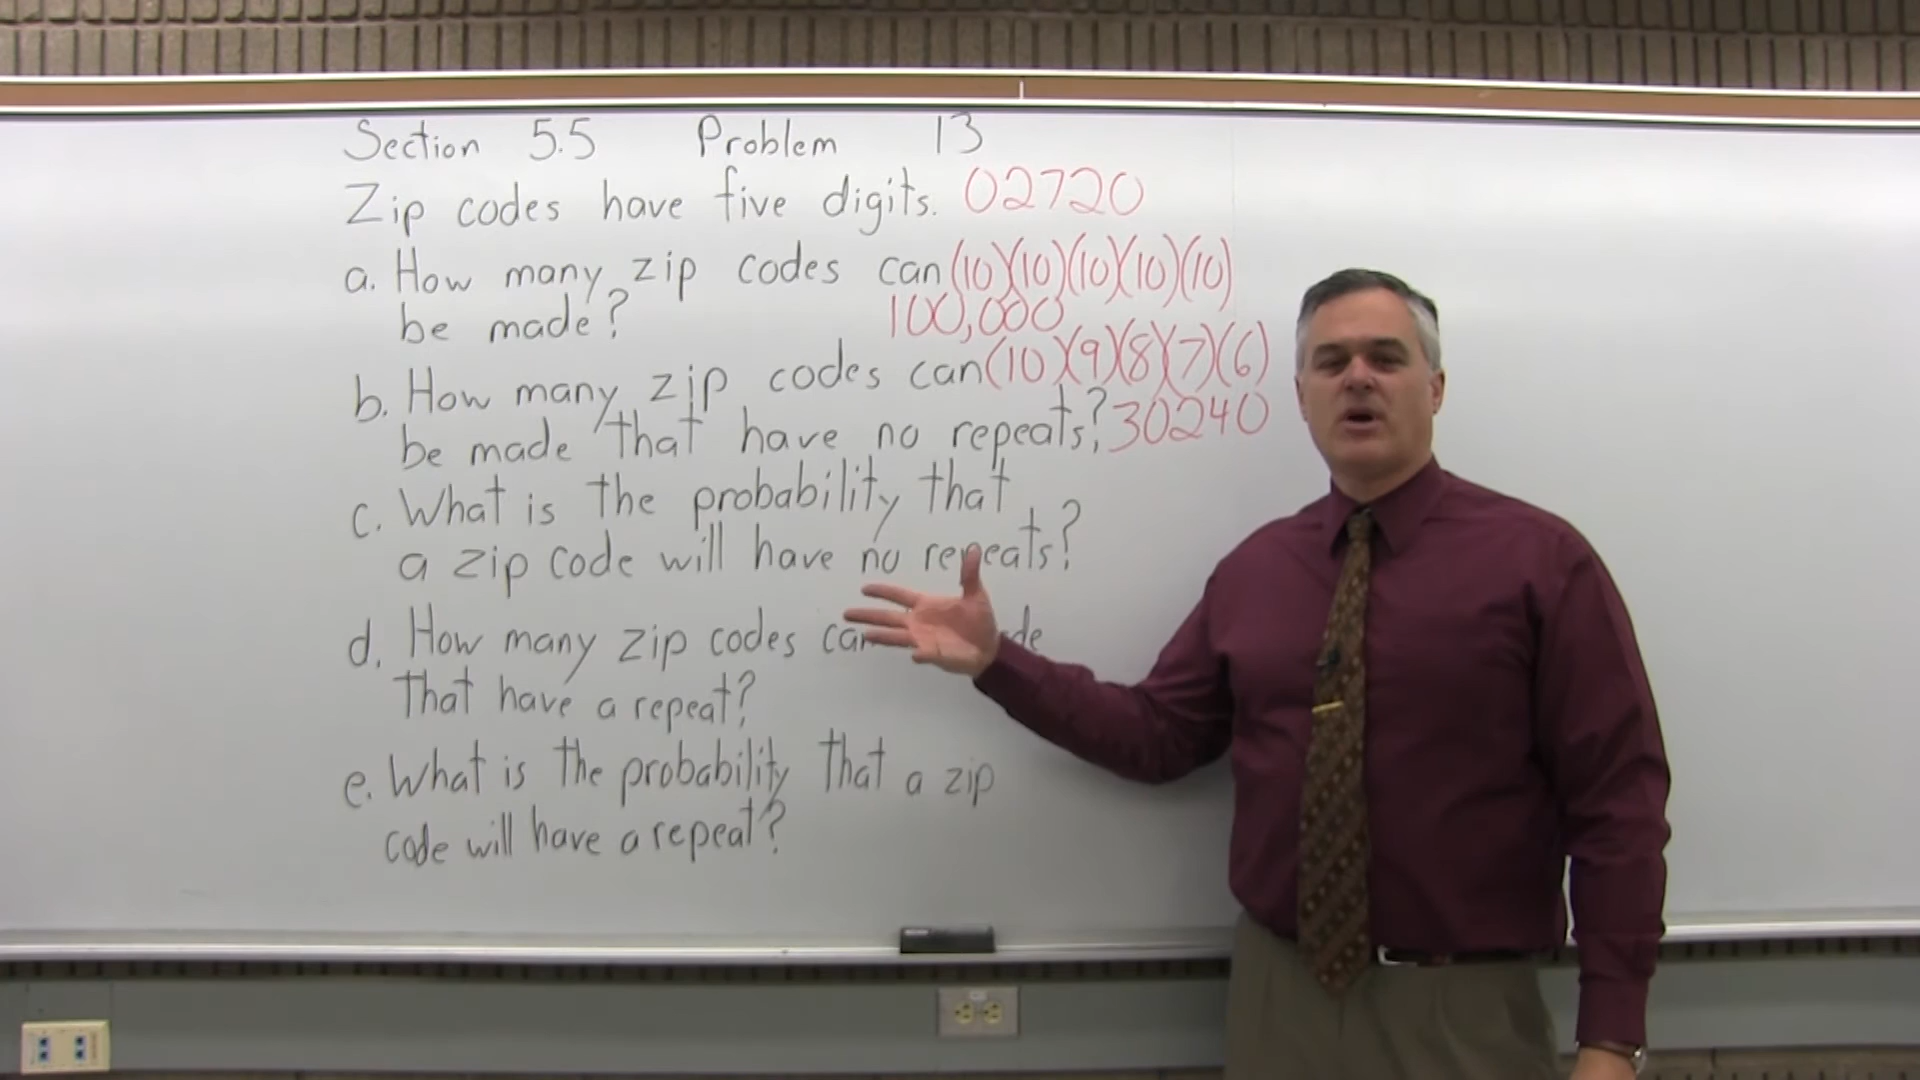 Section 5.5 Problem 13
Zip codes have five digits. 02720
a. How many zip codes can (10)(10)(10)(10)(10)
be made? 100,000
b. How many zip codes can (10)(9)(8)(7)(6)
be made that have no repeats? 30240
c. What is the probability that
a zip code will have no repeats?
d. How many zip codes
that have a repeat?
e. What is the probability that a zip
code will have a repeat?